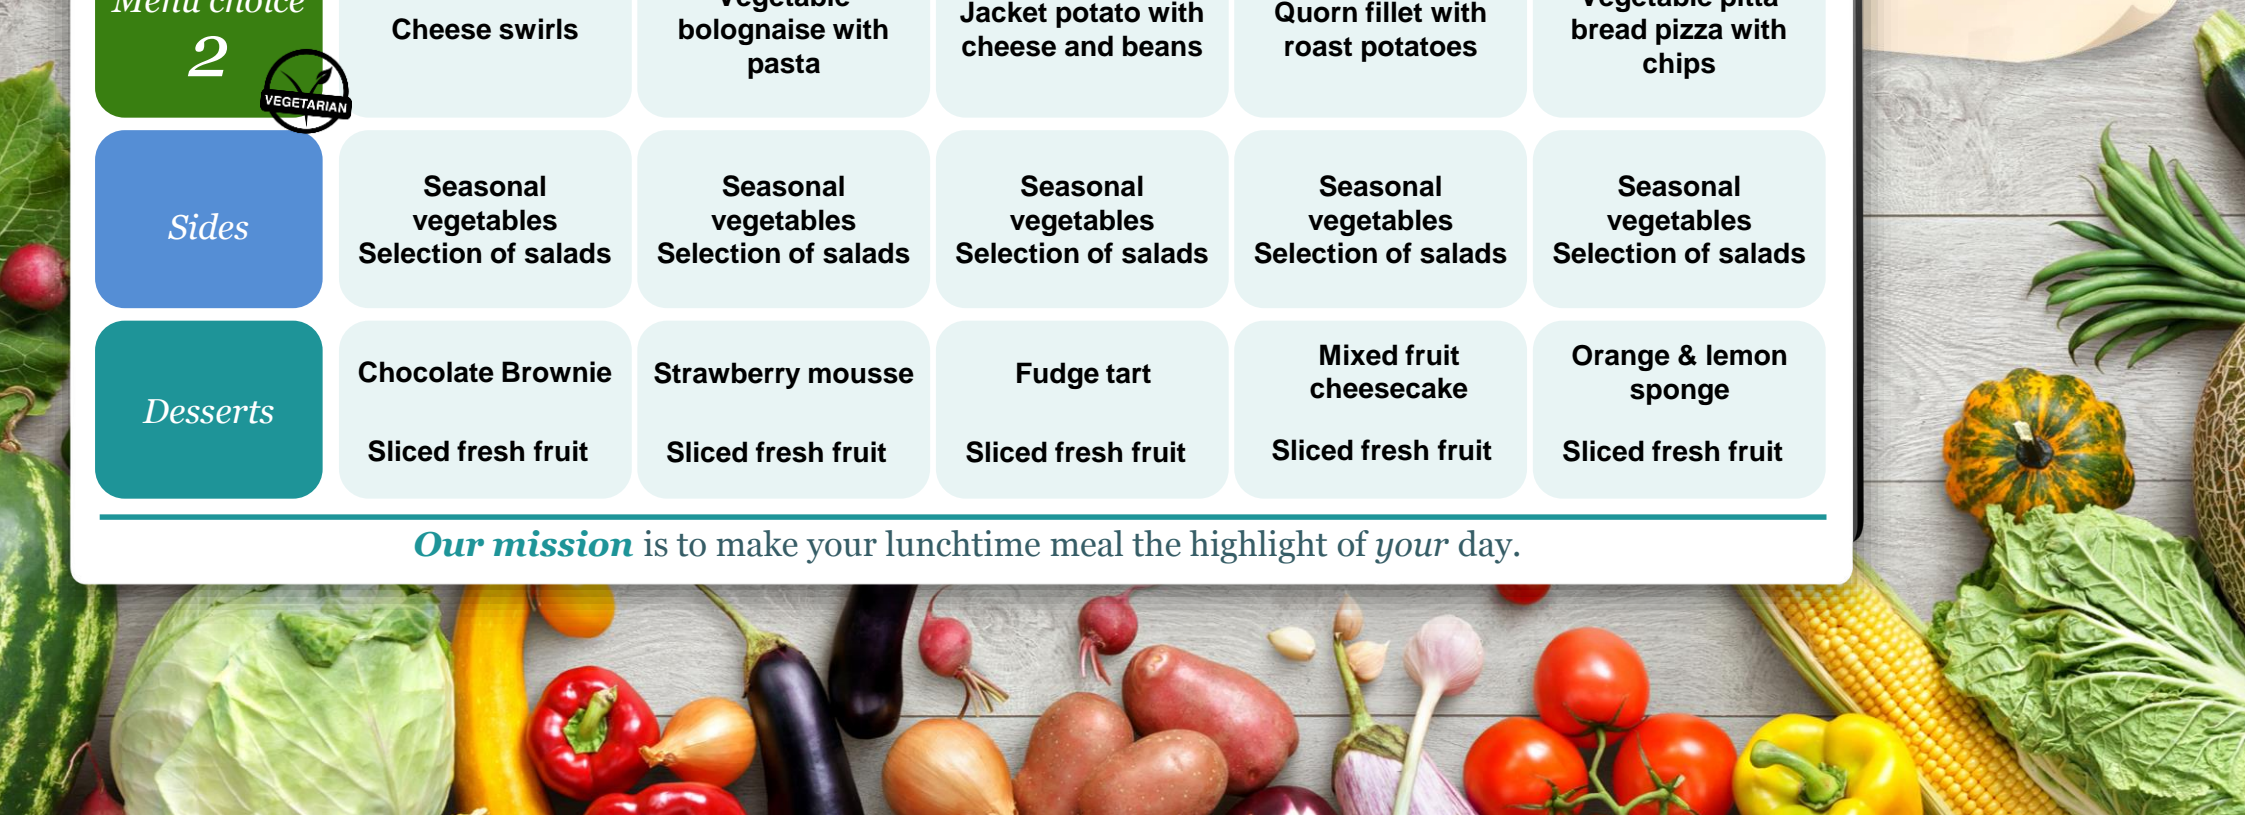 Menu choice
2
VEGETARIAN
Cheese swirls
Vegetable
bolognaise with
pasta
Jacket potato with
cheese and beans
Quorn fillet with
roast potatoes
Vegetable pitta
bread pizza with
chips
Sides
Seasonal
vegetables
Selection of salads
Seasonal
vegetables
Selection of salads
Seasonal
vegetables
Selection of salads
Seasonal
vegetables
Selection of salads
Seasonal
vegetables
Selection of salads
Desserts
Chocolate Brownie
Sliced fresh fruit
Strawberry mousse
Sliced fresh fruit
Fudge tart
Sliced fresh fruit
Mixed fruit
cheesecake
Sliced fresh fruit
Orange & lemon
sponge
Sliced fresh fruit
Our mission is to make your lunchtime meal the highlight of your day.